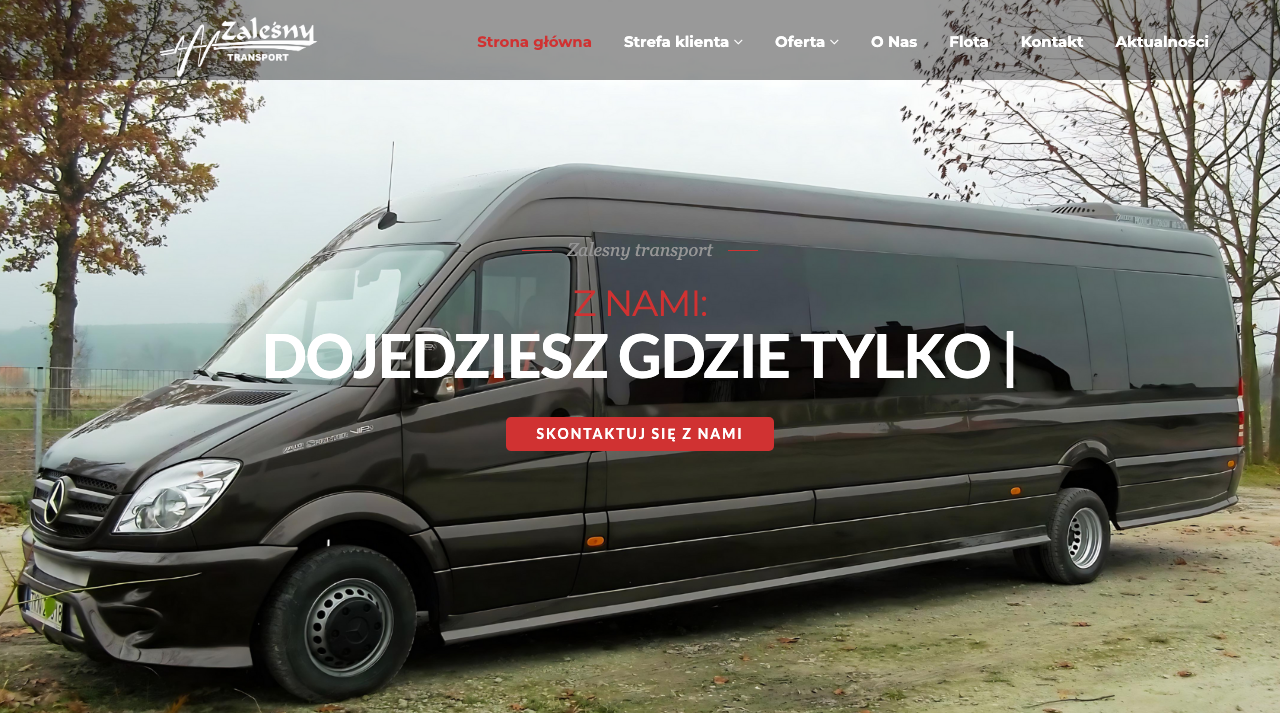 Zaleśny
TRANSPORT
Strona główna Strefa klienta Oferta O Nas Flota Kontakt Aktualności
Zalesny transport
Z NAMI:
DOJEDZIESZ GDZIE TYLKO |
SKONTAKTUJ SIĘ Z NAMI